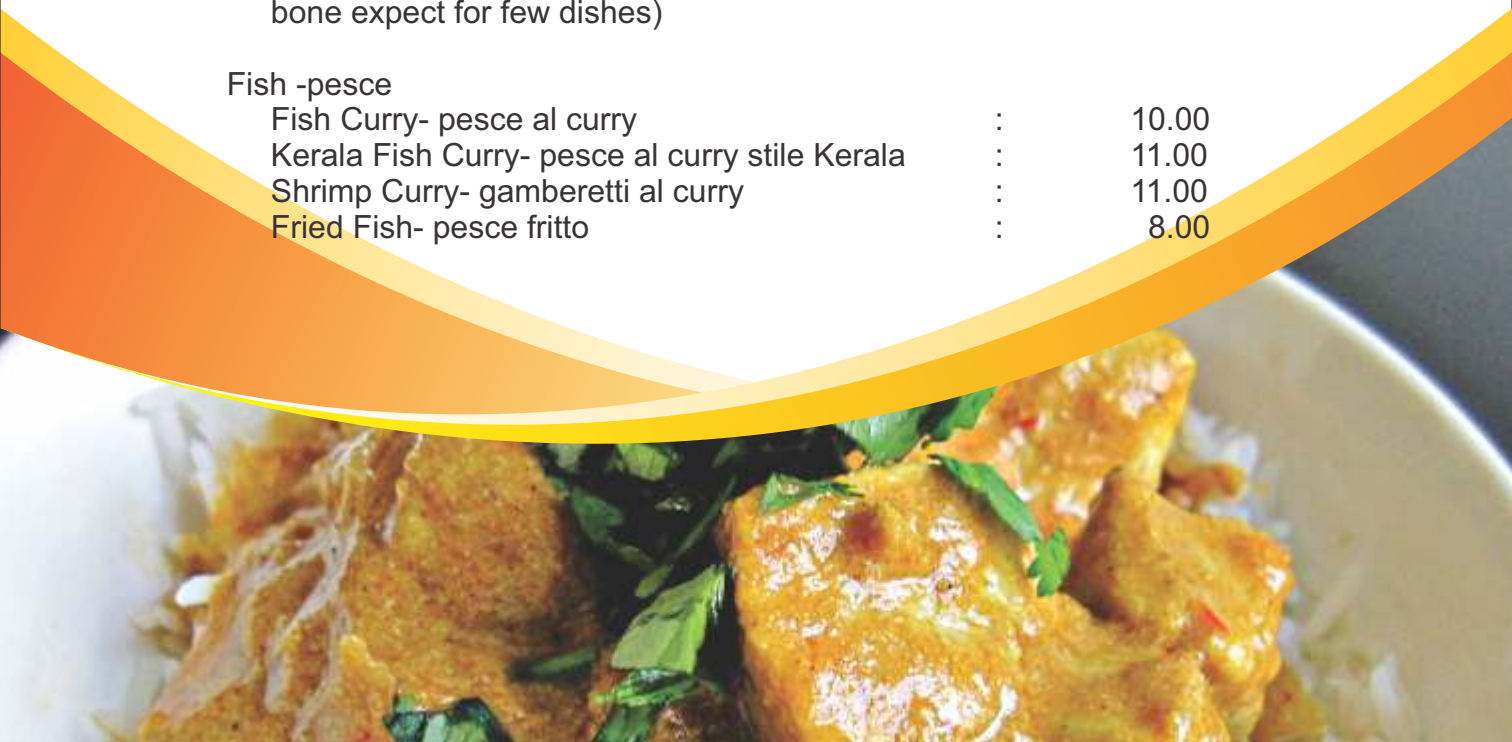 bone expect for few dishes)
Fish -pesce
Fish Curry- pesce al curry : 10.00
Kerala Fish Curry- pesce al curry stile Kerala : 11.00
Shrimp Curry- gamberetti al curry : 11.00
Fried Fish- pesce fritto : 8.00